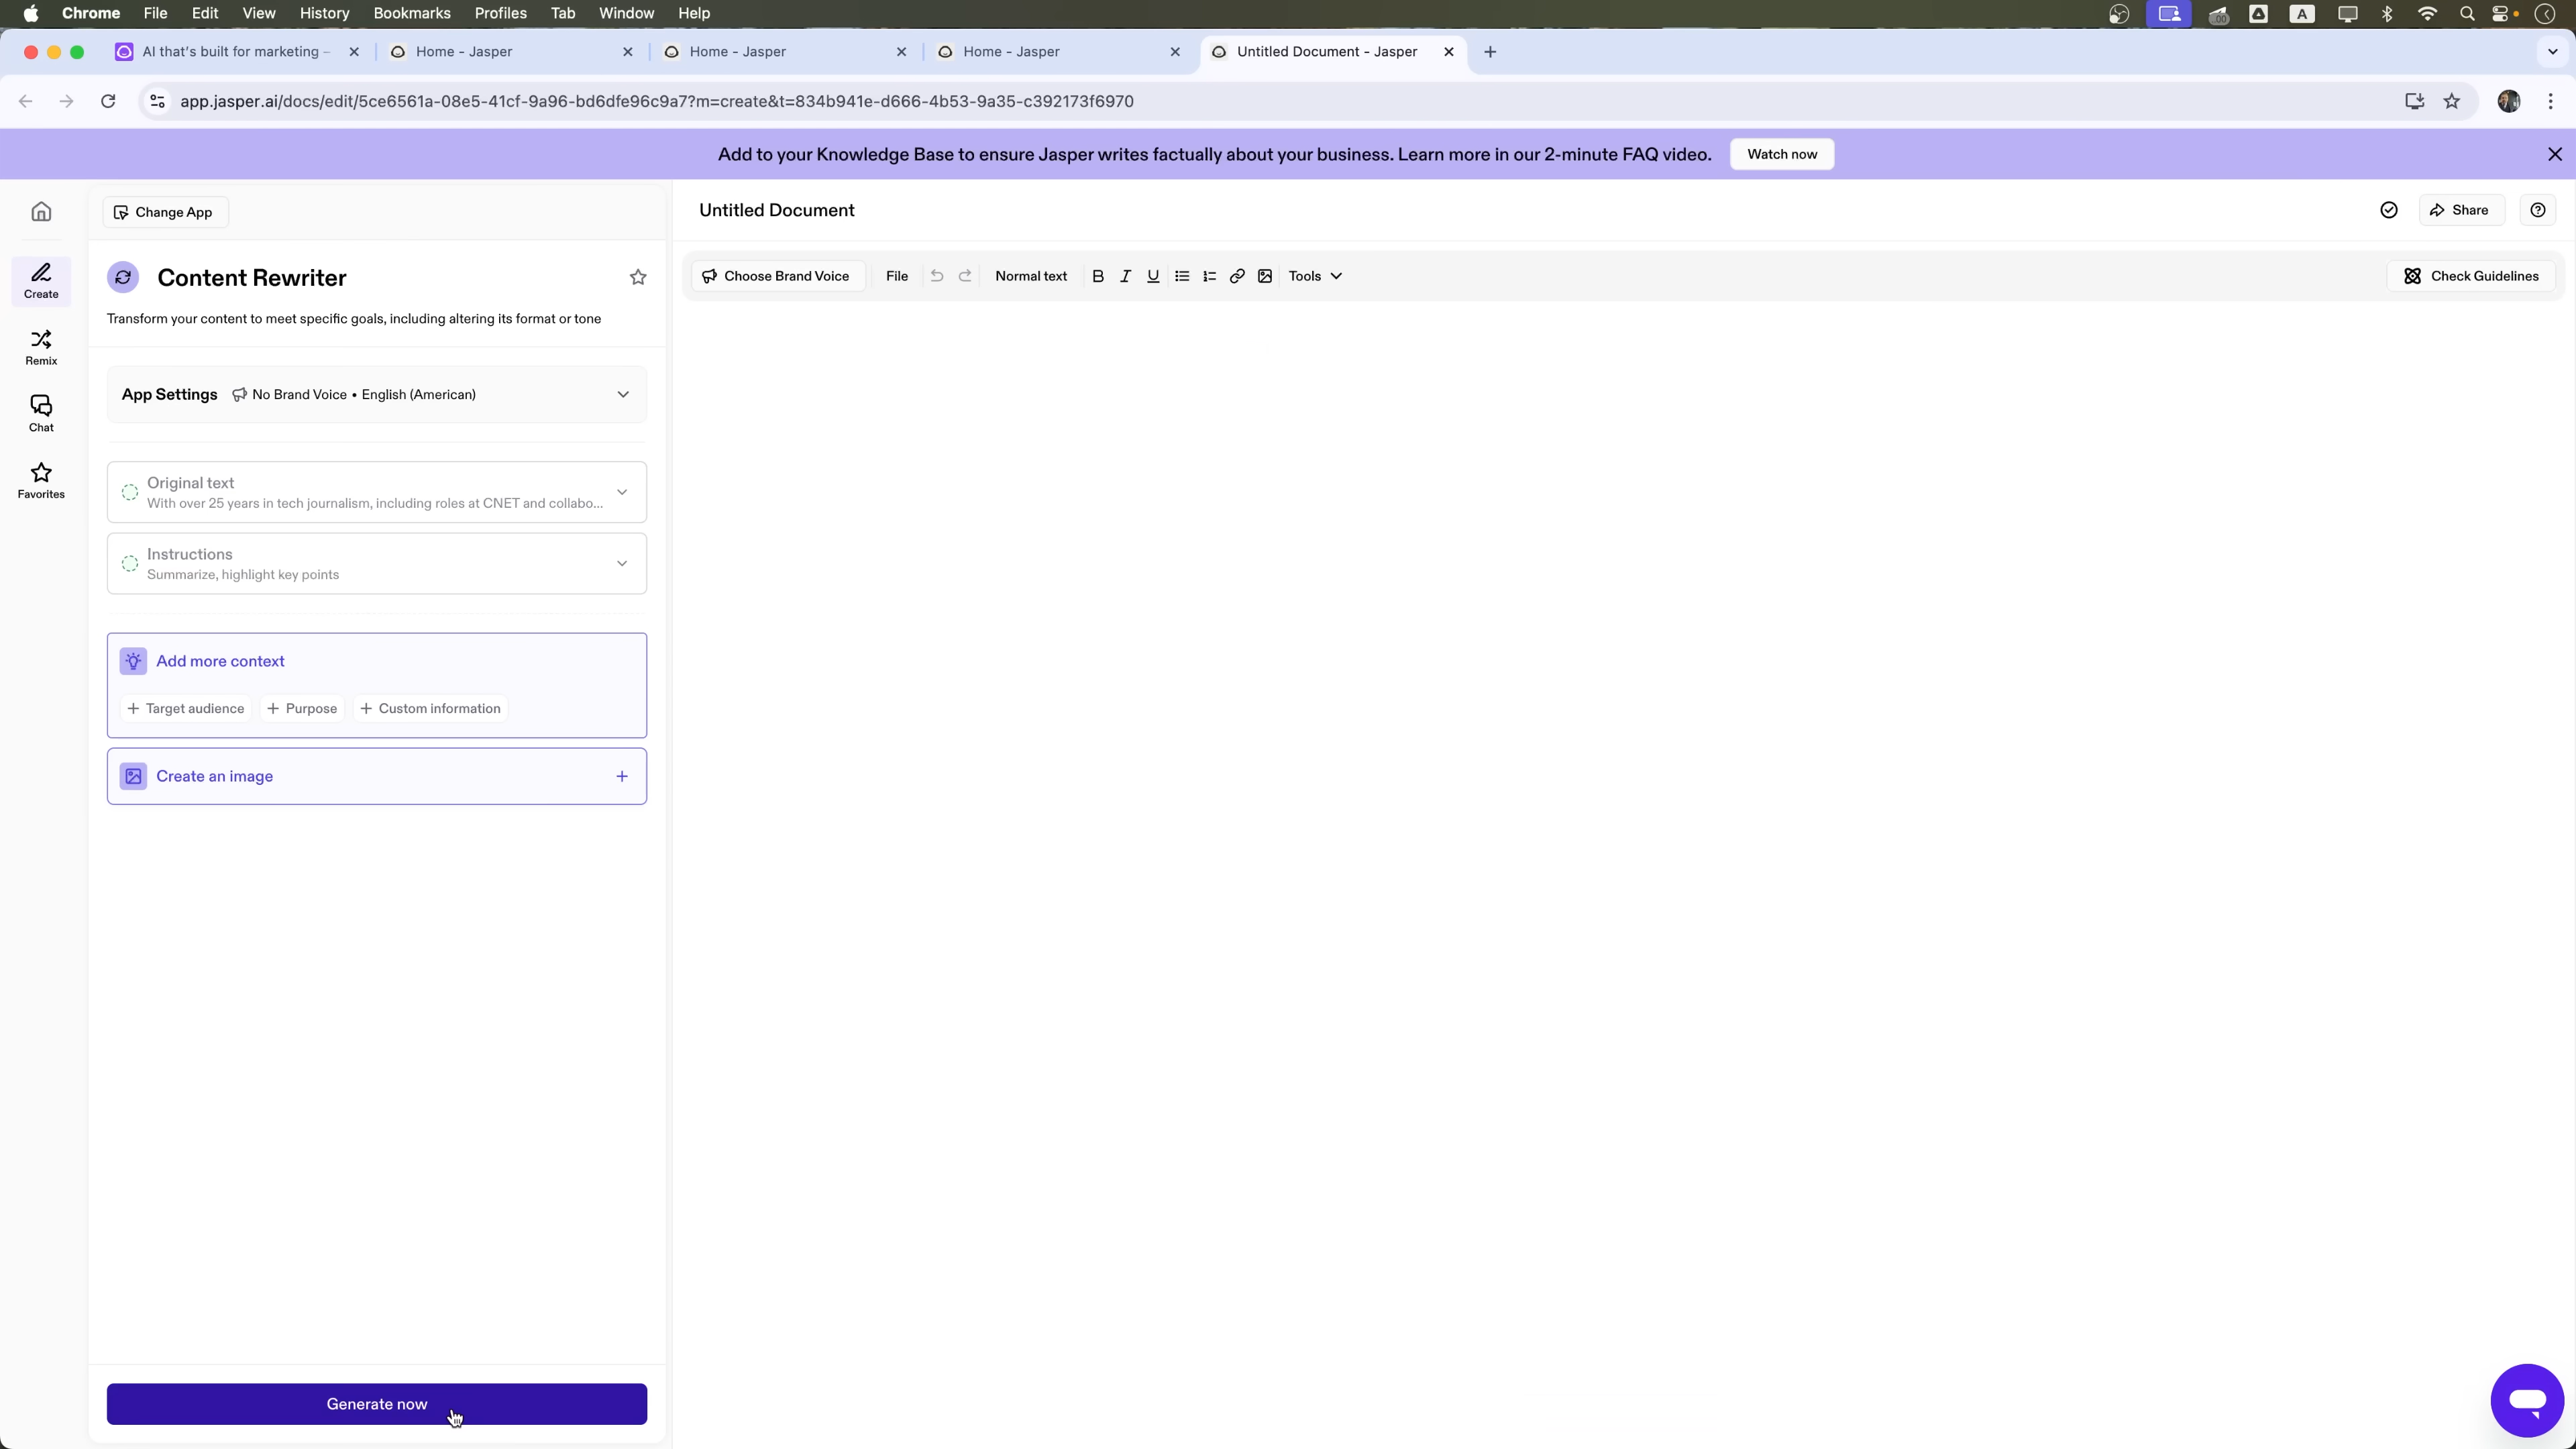 Chrome File Edit View History Bookmarks Profiles Tab Window Help
AI that's built for marketing –
Home - Jasper
Home - Jasper
Home - Jasper
Untitled Document - Jasper
app.jasper.ai/docs/edit/5ce6561a-08e5-41cf-9a96-bd6dfe96c9a7?m=create&t=834b941e-d666-4b53-9a35-c392173f6970
Add to your Knowledge Base to ensure Jasper writes factually about your business. Learn more in our 2-minute FAQ video. Watch now
Create
Remix
Chat
Favorites
Change App
Content Rewriter
Transform your content to meet specific goals, including altering its format or tone
App Settings No Brand Voice • English (American)
Original text
With over 25 years in tech journalism, including roles at CNET and collabo...
Instructions
Summarize, highlight key points
Add more context
+ Target audience + Purpose + Custom information
Create an image +
Generate now
Untitled Document
Share
Choose Brand Voice File Normal text B I U Tools
Check Guidelines